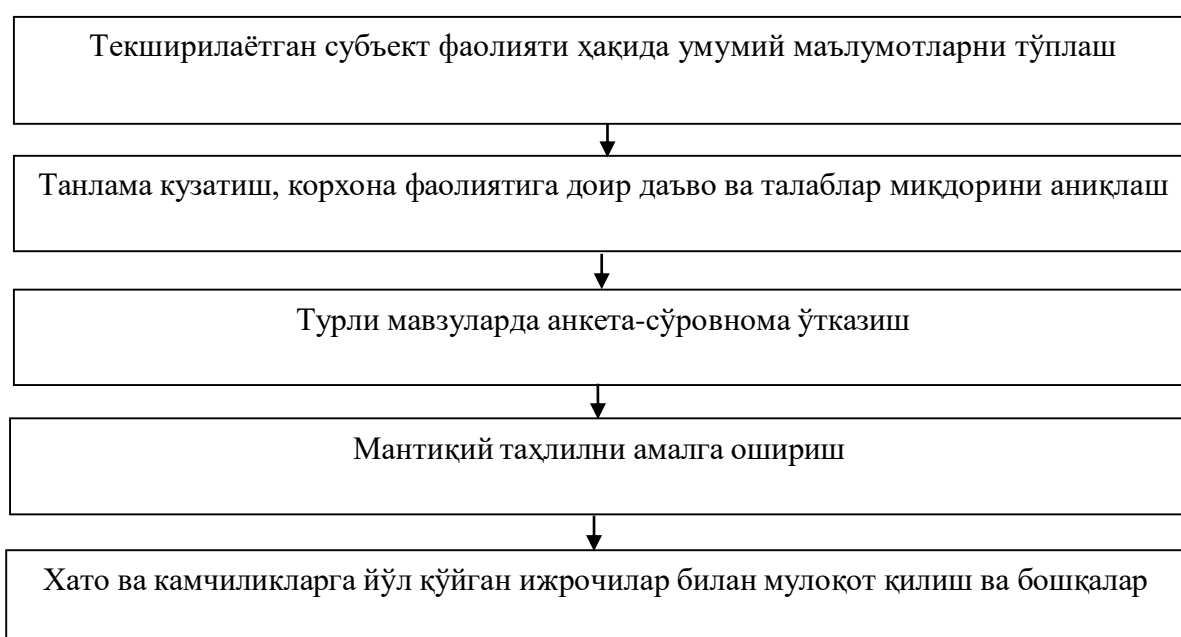 Текширилаётган субъект фаолияти ҳақида умумий маълумотларни тўплаш
Танлама кузатиш, корхона фаолиятига доир даъво ва талаблар миқдорини аниқлаш
Турли мавзуларда анкета-сўровнома ўтказиш
Мантиқий таҳлилни амалга ошириш
Хато ва камчиликларга йўл қўйган ижрочилар билан мулоқот қилиш ва бошқалар